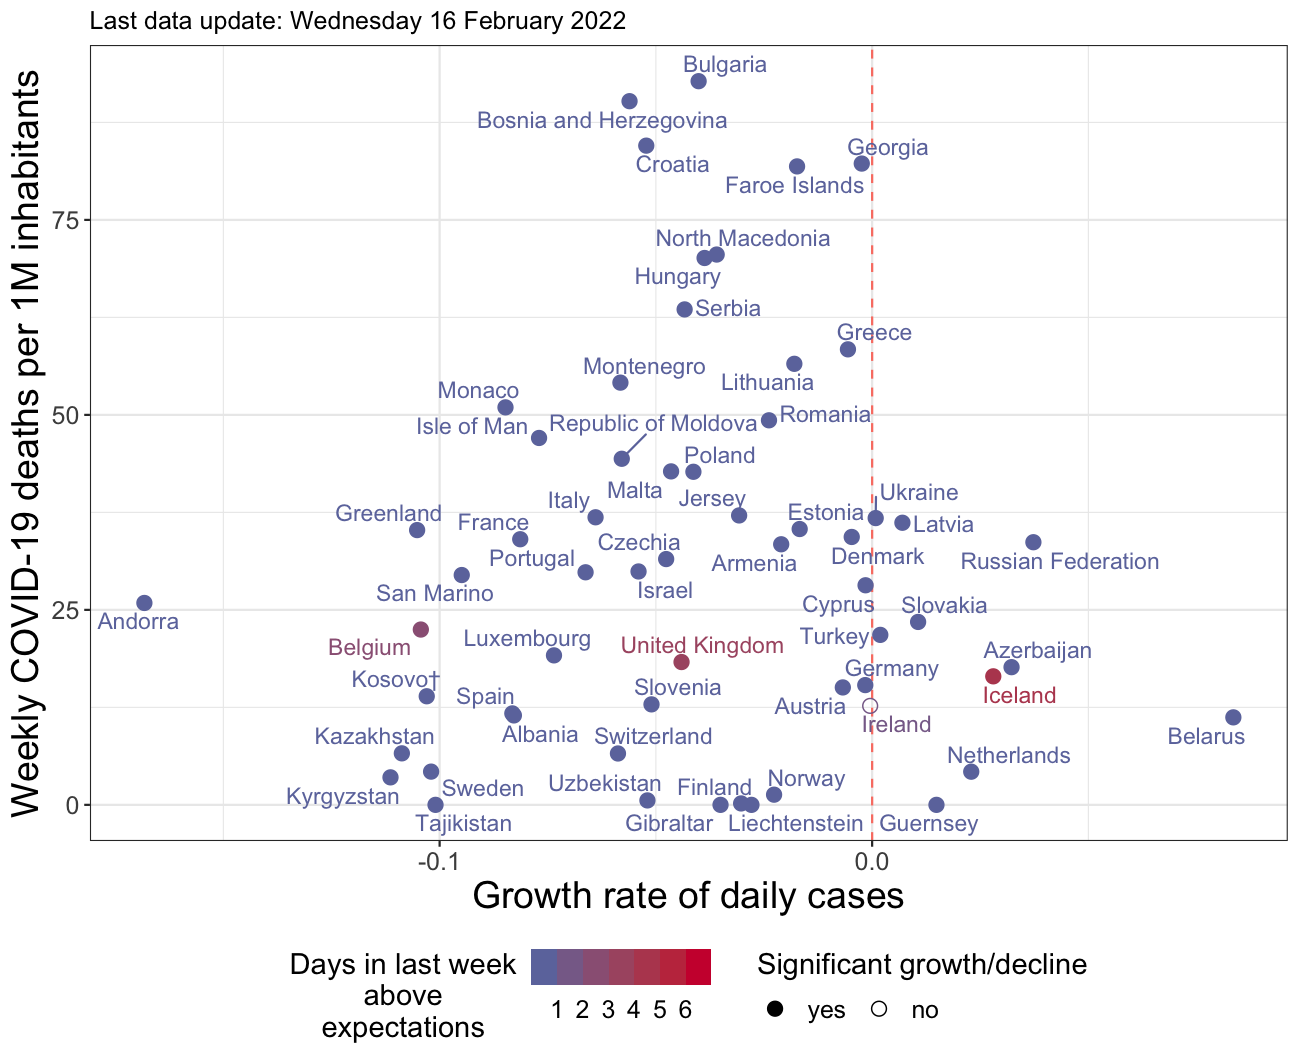 Last data update: Wednesday 16 February 2022
Weekly COVID-19 deaths per 1M inhabitants
Bulgaria
Bosnia and Herzegovina
Croatia
Georgia
Faroe Islands
75
North Macedonia
Hungary
Serbia
Greece
Montenegro
Lithuania
Monaco
50
Isle of Man
Republic of Moldova
Romania
Poland
Malta
Jersey
Ukraine
Italy
Greenland
France
Estonia
Latvia
Czechia
Portugal
Armenia
Denmark
Russian Federation
San Marino
Israel
25
Cyprus
Slovakia
Andorra
Belgium
Luxembourg
United Kingdom
Turkey
Azerbaijan
Kosovo†
Germany
Spain
Slovenia
Iceland
Austria
Ireland
Albania
Kazakhstan
Switzerland
Belarus
Netherlands
Kyrgyzstan
Sweden
Uzbekistan
Finland
Norway
0
Tajikistan
Gibraltar
Liechtenstein
Guernsey
-0.1
0.0
Growth rate of daily cases
Days in last week
above
expectations
1 2 3 4 5 6
Significant growth/decline
yes
no